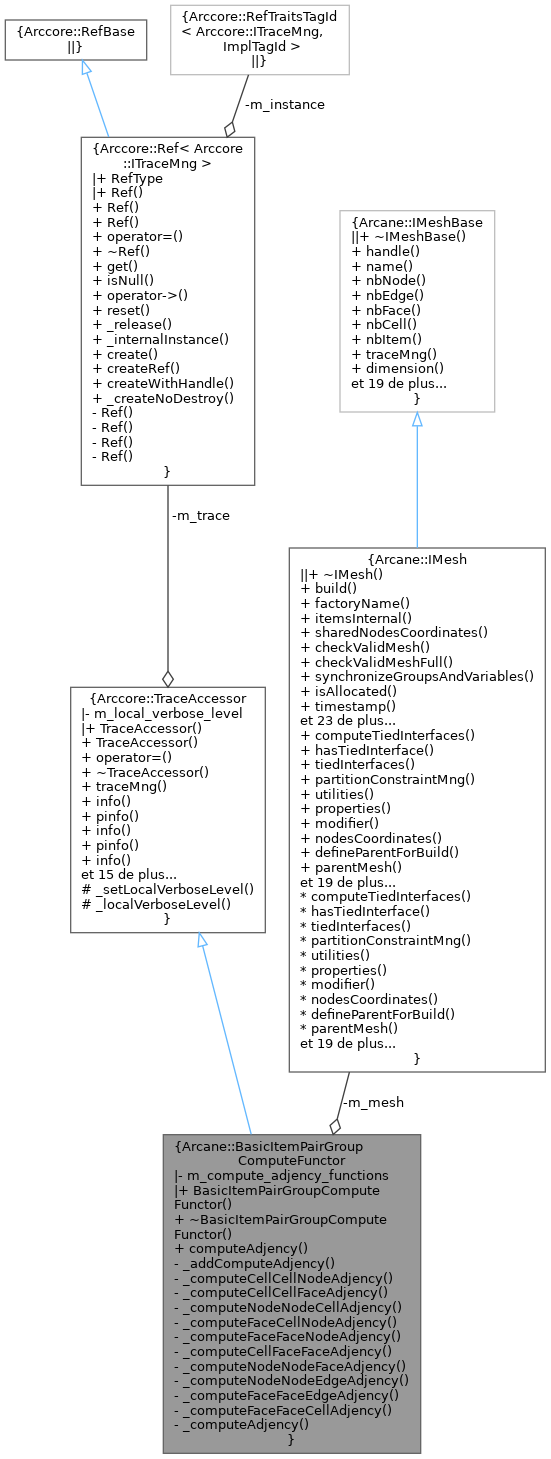 {Arccore::RefBase
||}
{Arccore::RefTraitsTagId
< Arccore::ITraceMng,
ImplTagId >
||}
-m_instance
{Arccore::Ref< Arccore
::ITraceMng >
|+ RefType
|+ Ref()
+ Ref()
+ Ref()
+ operator=()
+ ~Ref()
+ get()
+ isNull()
+ operator->()
+ reset()
+ _release()
+ _internalInstance()
+ create()
+ createRef()
+ createWithHandle()
+ _createNoDestroy()
- Ref()
- Ref()
- Ref()
- Ref()
}
{Arcane::IMeshBase
||+ ~IMeshBase()
+ handle()
+ name()
+ nbNode()
+ nbEdge()
+ nbFace()
+ nbCell()
+ nbItem()
+ traceMng()
+ dimension()
et 19 de plus...
}
-m_trace
{Arcane::IMesh
||+ ~IMesh()
+ build()
+ factoryName()
+ itemsInternal()
+ sharedNodesCoordinates()
+ checkValidMesh()
+ checkValidMeshFull()
+ synchronizeGroupsAndVariables()
+ isAllocated()
+ timestamp()
et 23 de plus...
+ computeTiedInterfaces()
+ hasTiedInterface()
+ tiedInterfaces()
+ partitionConstraintMng()
+ utilities()
+ properties()
+ modifier()
+ nodesCoordinates()
+ defineParentForBuild()
+ parentMesh()
et 19 de plus...
* computeTiedInterfaces()
* hasTiedInterface()
* tiedInterfaces()
* partitionConstraintMng()
* utilities()
* properties()
* modifier()
* nodesCoordinates()
* defineParentForBuild()
* parentMesh()
et 19 de plus...
}
{Arccore::TraceAccessor
|- m_local_verbose_level
|+ TraceAccessor()
+ TraceAccessor()
+ operator=()
+ ~TraceAccessor()
+ traceMng()
+ info()
+ pinfo()
+ info()
+ pinfo()
+ info()
et 15 de plus...
# _setLocalVerboseLevel()
# _localVerboseLevel()
}
-m_mesh
{Arcane::BasicItemPairGroup
ComputeFunctor
|- m_compute_adjency_functions
|+ BasicItemPairGroupCompute
Functor()
+ ~BasicItemPairGroupCompute
Functor()
+ computeAdjency()
- _addComputeAdjency()
- _computeCellCellNodeAdjency()
- _computeCellCellFaceAdjency()
- _computeNodeNodeCellAdjency()
- _computeFaceCellNodeAdjency()
- _computeFaceFaceNodeAdjency()
- _computeCellFaceFaceAdjency()
- _computeNodeNodeFaceAdjency()
- _computeNodeNodeEdgeAdjency()
- _computeFaceFaceEdgeAdjency()
- _computeFaceFaceCellAdjency()
- _computeAdjency()
}